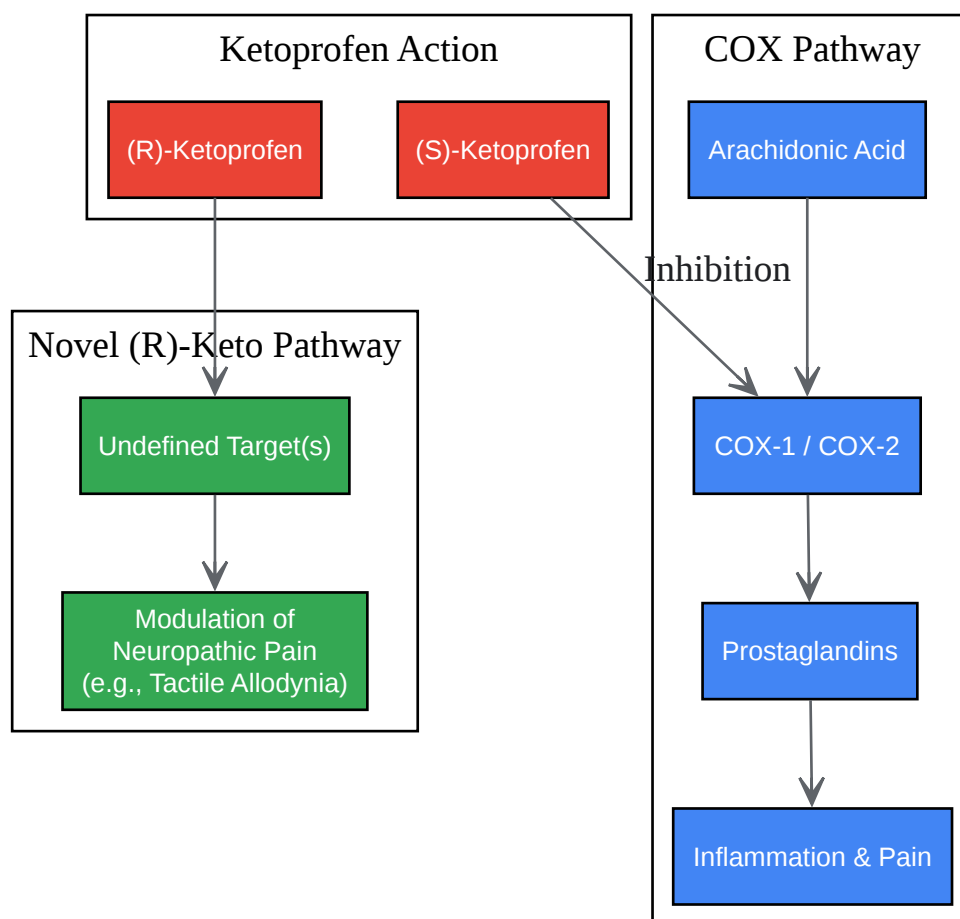 Ketoprofen Action
COX Pathway
(R)-Ketoprofen
(S)-Ketoprofen
Arachidonic Acid
Inhibition
Novel (R)-Keto Pathway
Undefined Target(s)
COX-1 / COX-2
Modulation of
Neuropathic Pain
(e.g., Tactile Allodynia)
Prostaglandins
Inflammation & Pain